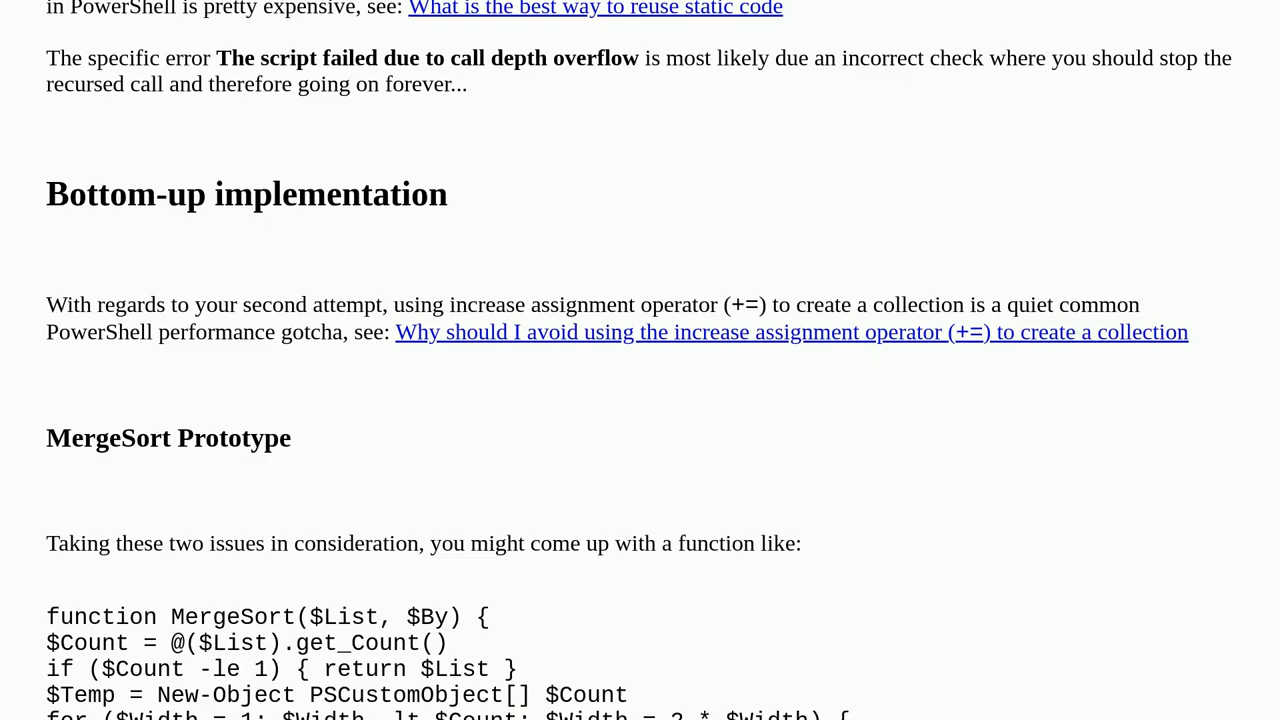 in PowerShell is pretty expensive, see: What is the best way to reuse static code
The specific error The script failed due to call depth overflow is most likely due an incorrect check where you should stop the
recursed call and therefore going on forever...
Bottom-up implementation
With regards to your second attempt, using increase assignment operator (+=) to create a collection is a quiet common
PowerShell performance gotcha, see: Why should I avoid using the increase assignment operator (+=) to create a collection
MergeSort Prototype
Taking these two issues in consideration, you might come up with a function like:
function MergeSort($List, $By) {
$Count = @($List).get_Count()
if ($Count -le 1) { return $List }
$Temp = New-Object PSCustomObject[] $Count
for ($Width = 1; $Width -lt $Count; $Width = 2 * $Width) {